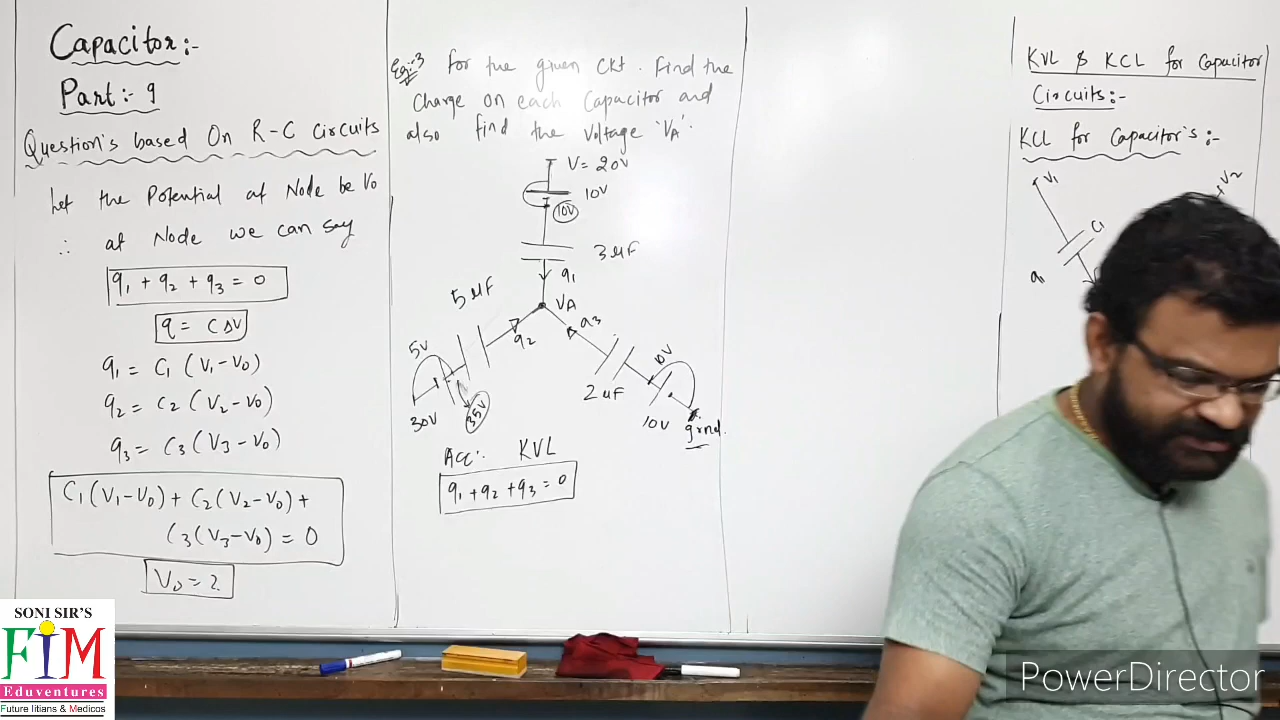 Capacitor:-
Part:- 9
Question's based On R-C Circuits
Let the Potential at Node be V0
∴ at Node we can say
q1 + q2 + q3 = 0
q = CΔV
q1 = C1 (V1-V0)
q2 = C2 (V2-V0)
q3 = C3 (V3-V0)
C1(V1-V0) + C2(V2-V0) +
C3(V3-V0) = 0
V0 = ?
Eg:-3 for the given Ckt. Find the
Charge on each Capacitor and
also find the Voltage 'VA'.
V = 20V
10V
10V
3μF
q1
VA
5μF
q2
q3
5V
30V
35V
2μF
10V
10V
grnd.
Acc:. KVL
q1 + q2 + q3 = 0
KVL & KCL for Capacitor
Circuits:-
KCL for Capacitor's:-
V1
V2
C1
SONI SIR'S
FIM
Eduventures
Future Iitians & Medicos
PowerDirector